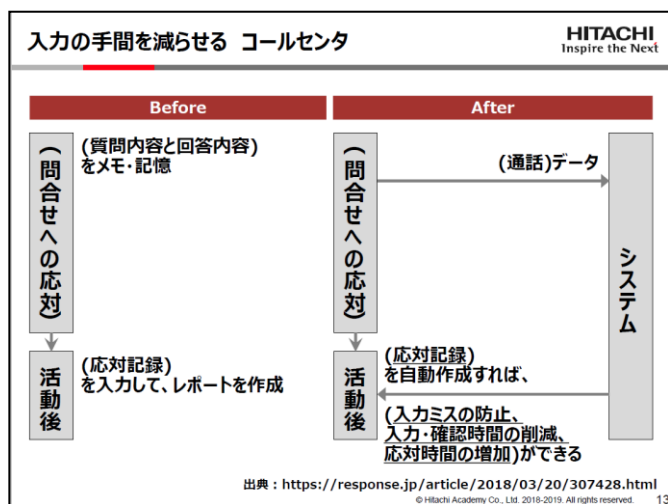 入力の手間を減らせる コールセンタ
HITACHI
Inspire the Next
Before
After
(問合せへの応対)
(質問内容と回答内容)
をメモ・記憶
活動後
(応対記録)
を入力して、レポートを作成
(問合せへの応対)
(通話)データ
システム
活動後
(応対記録)
を自動作成すれば、
(入力ミスの防止、
入力・確認時間の削減、
応対時間の増加)ができる
出典：https://response.jp/article/2018/03/20/307428.html
© Hitachi Academy Co., Ltd. 2018-2019. All rights reserved.
13